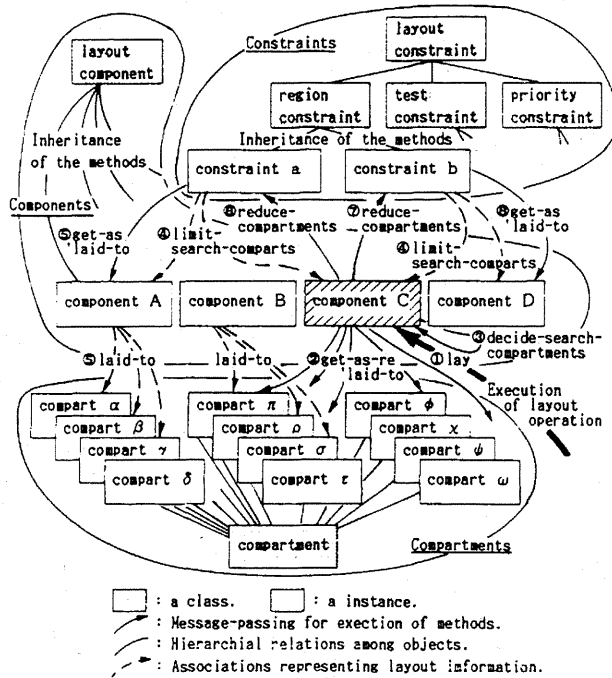 Constraints
layout
constraint
layout
component
region
constraint
test
constraint
priority
constraint
Inheritance of the methods
Inheritance
of the methods
constraint a
constraint b
Components
⑤get-as
laid-to
④limit-
search-comparts
⑥reduce-
compartments
⑦reduce-
compartments
④limit-
search-comparts
⑧get-as
laid-to
component A
component B
component C
component D
③decide-search-
compartments
⑤laid-to
laid-to
②get-as-re
laid-to
①lay
Execution
of layout
operation
compart α
compart β
compart γ
compart δ
compart π
compart ρ
compart σ
compart τ
compart φ
compart χ
compart ψ
compart ω
compartment
Compartments
: a class.
: a instance.
: Message-passing for exection of methods.
: Hierarchial relations among objects.
: Associations representing layout information.